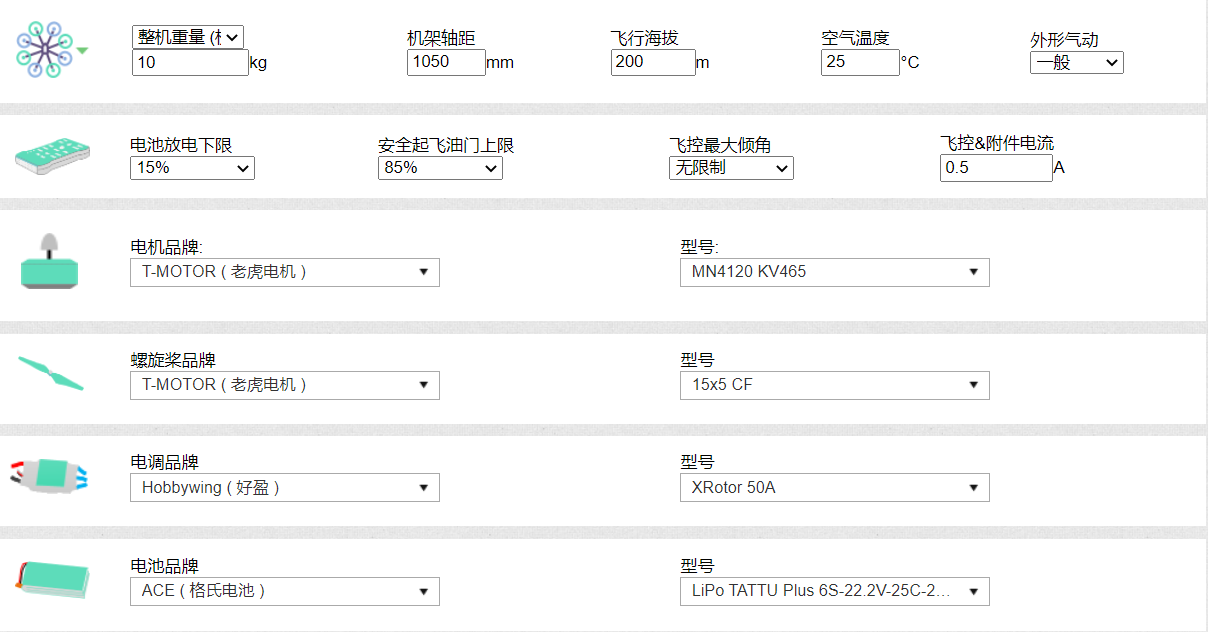 整机重量 (
机架轴距
飞行海拔
空气温度
外形气动
10 kg
1050 mm
200 m
25 °C
一般
电池放电下限
安全起飞油门上限
飞控最大倾角
飞控&附件电流
15%
85%
无限制
0.5 A
电机品牌:
型号:
T-MOTOR ( 老虎电机 )
MN4120 KV465
螺旋桨品牌
型号
T-MOTOR ( 老虎电机 )
15x5 CF
电调品牌
型号
Hobbywing ( 好盈 )
XRotor 50A
电池品牌
型号
ACE ( 格氏电池 )
LiPo TATTU Plus 6S-22.2V-25C-2...